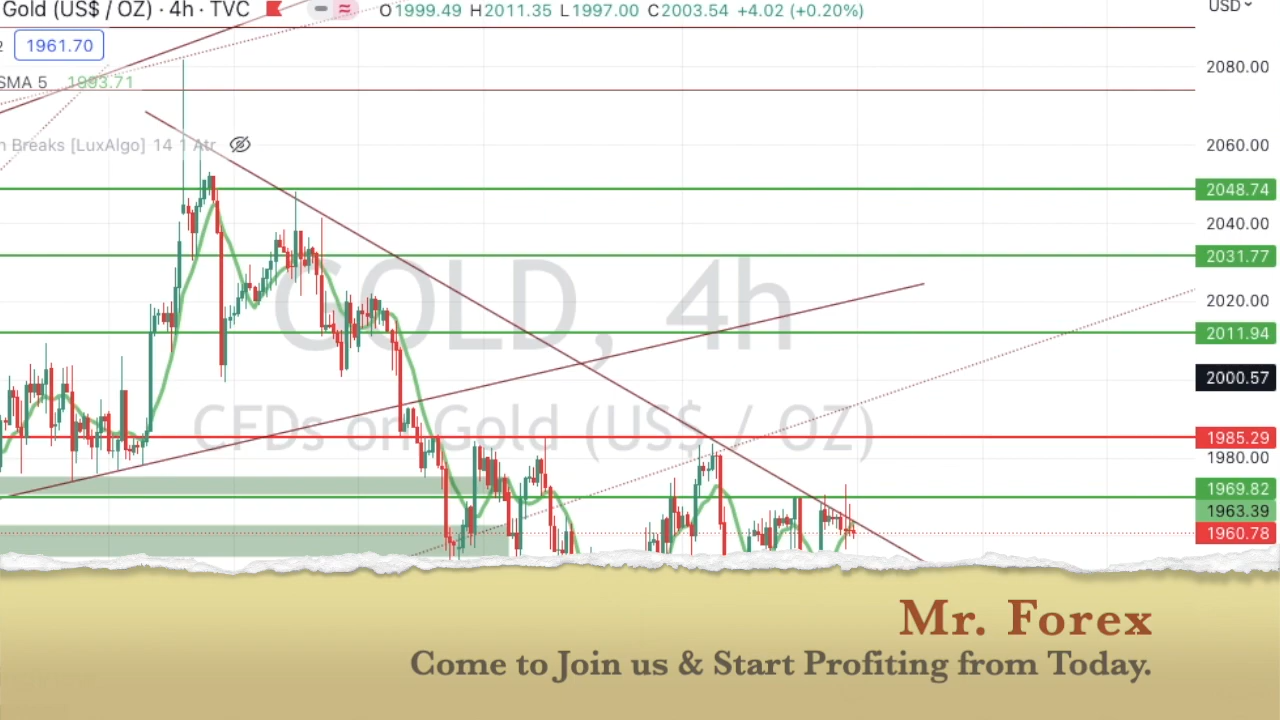 Gold (US$ / OZ) · 4h · TVC O1999.49 H2011.35 L1997.00 C2003.54 +4.02 (+0.20%)
USD
2 1961.70
SMA 5 1993.71
n Breaks [LuxAlgo] 14 1 Atr
2080.00
2060.00
2048.74
2040.00
2031.77
2020.00
2011.94
2000.57
1985.29
1980.00
1969.82
1963.39
1960.78
GOLD, 4h
CFDs on Gold (US$ / OZ)
Mr. Forex
Come to Join us & Start Profiting from Today.